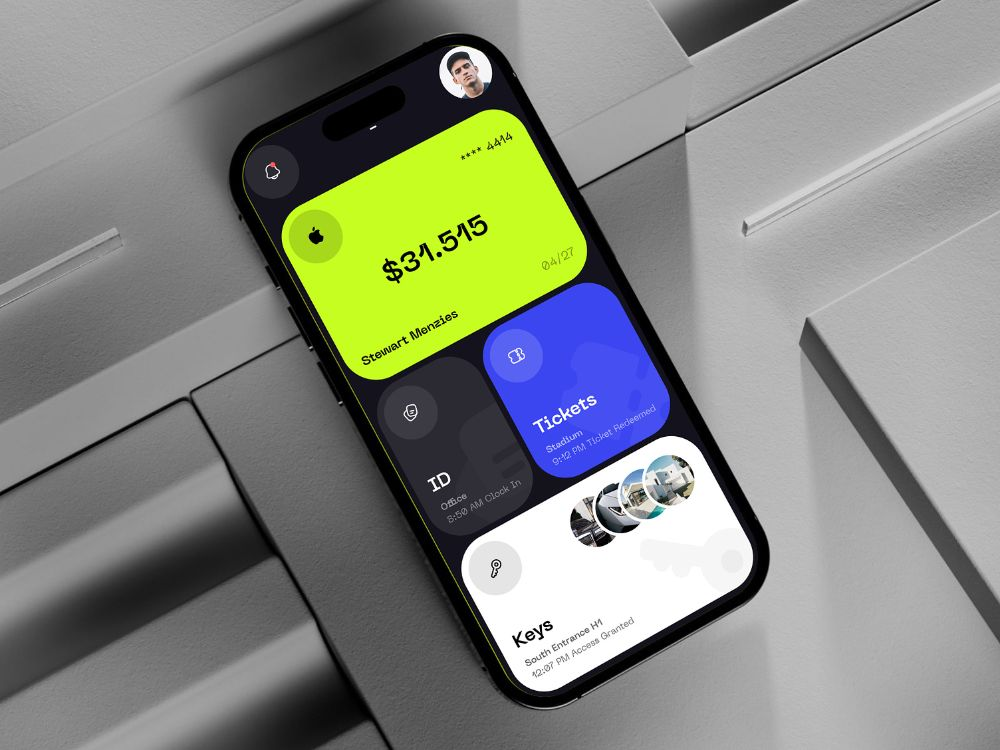 **** 4414
$31.515
04/27
Stewart Menzies
ID
Office
8:50 AM Clock In
Tickets
Stadium
9:12 PM Ticket Redeemed
Keys
South Entrance H1
12:07 PM Access Granted